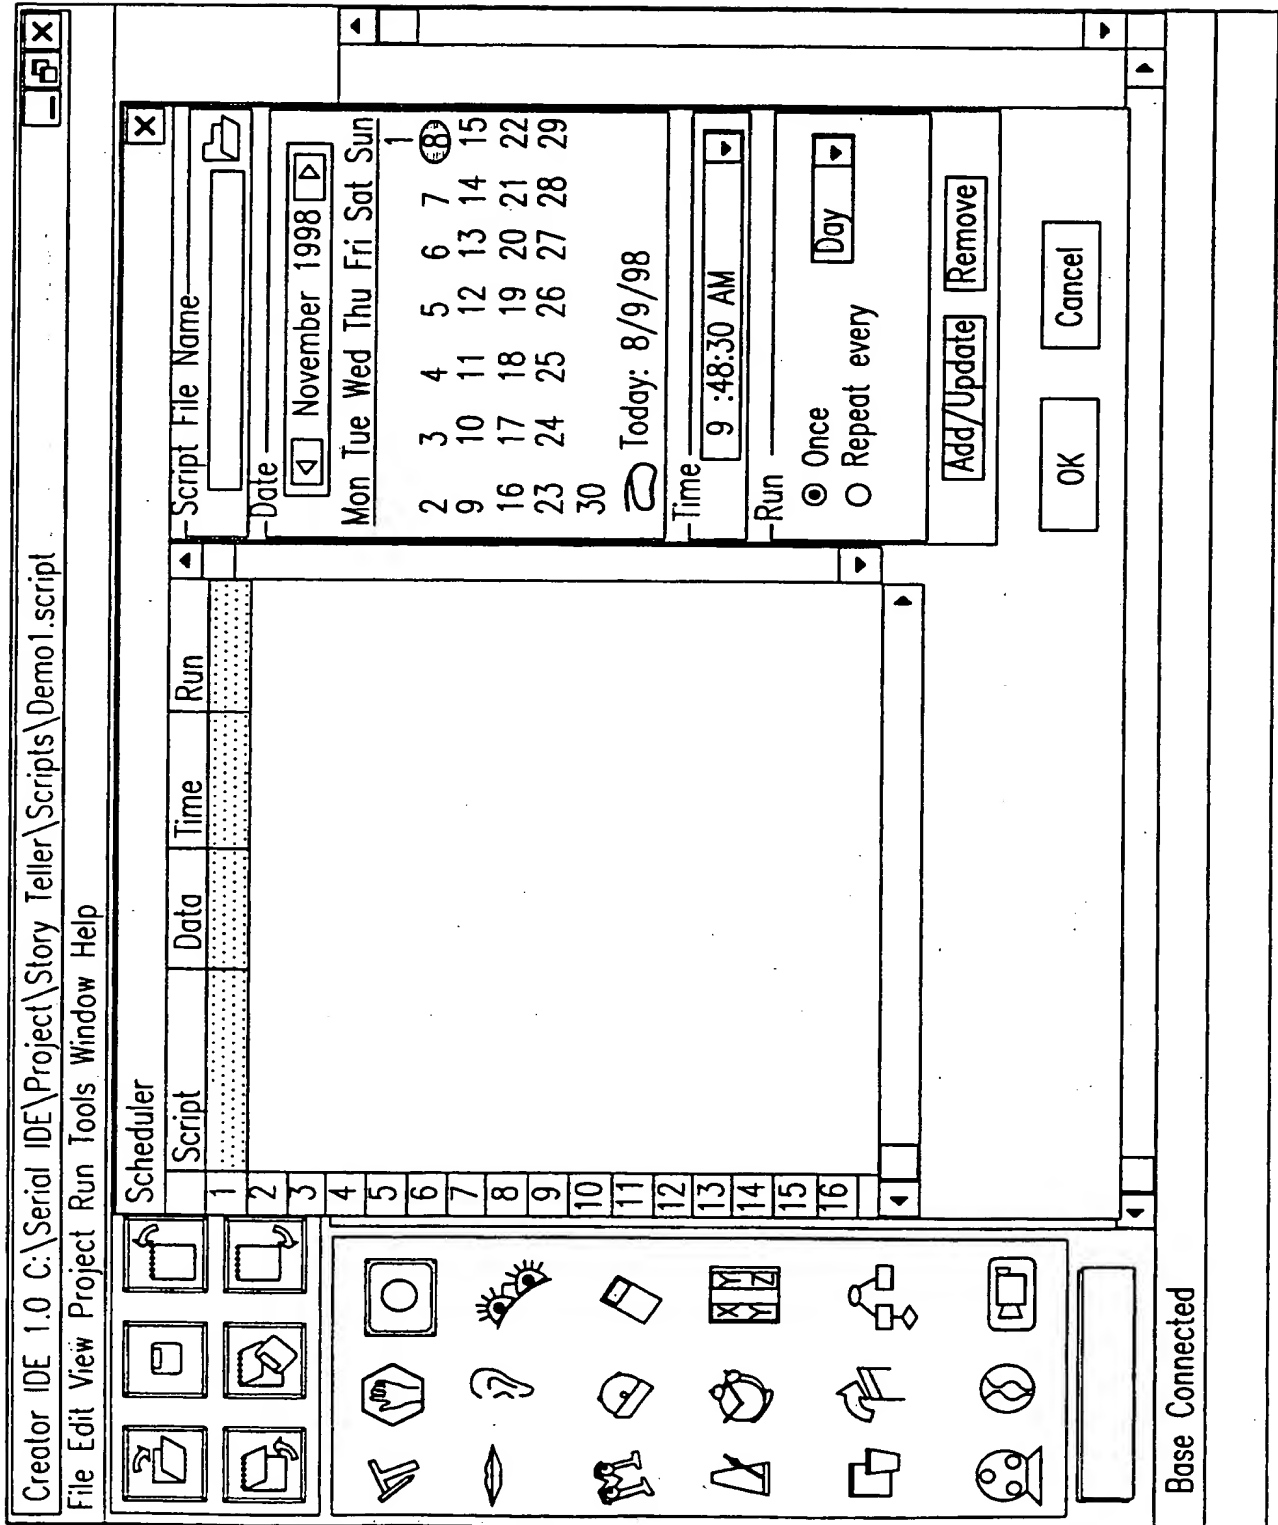 Creator IDE 1.0 C:\Serial IDE\Project\Story Teller\Scripts\Demo1.script
File Edit View Project Run Tools Window Help
Scheduler
Script Data Time Run
1
2
3
4
5
6
7
8
9
10
11
12
13
14
15
16
Script File Name
Date
November 1998
Mon Tue Wed Thu Fri Sat Sun
1
2 3 4 5 6 7 8
9 10 11 12 13 14 15
16 17 18 19 20 21 22
23 24 25 26 27 28 29
30
Today: 8/9/98
Time
9 :48:30 AM
Run
Once
Repeat every Day
Add/Update Remove
OK Cancel
X Y
Y Z
Base Connected